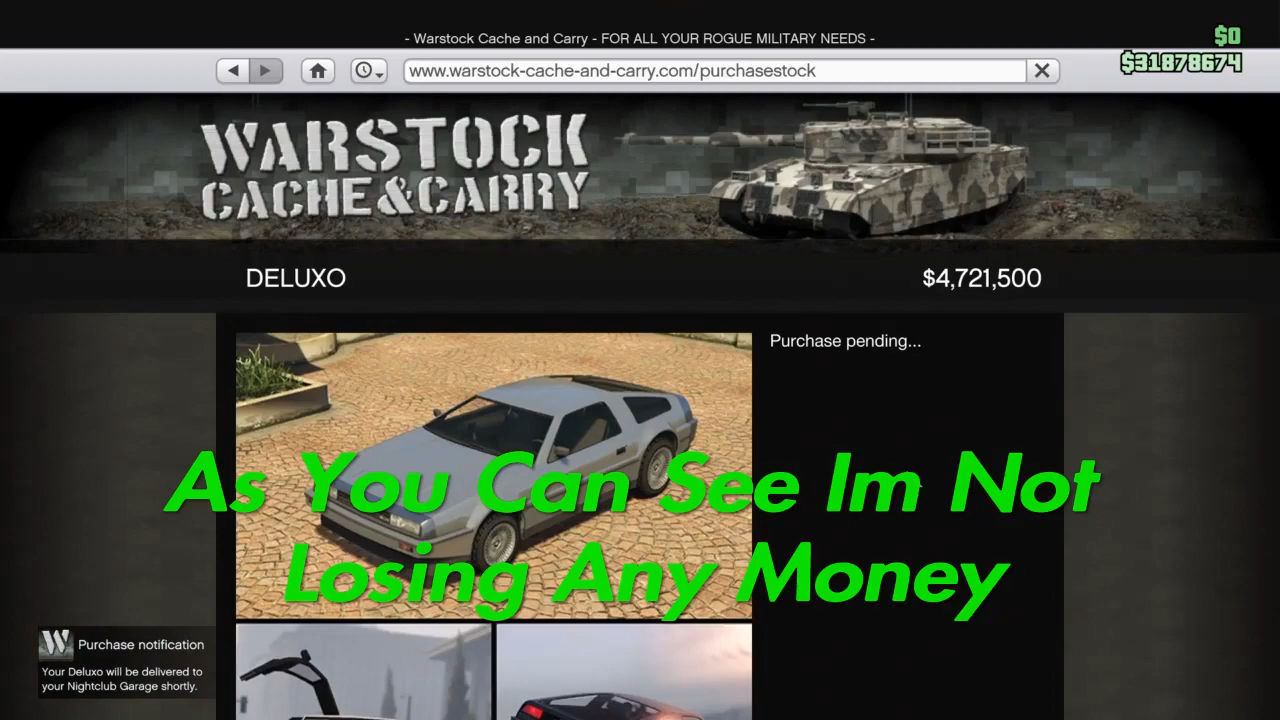 - Warstock Cache and Carry - FOR ALL YOUR ROGUE MILITARY NEEDS -
$0
$31878674
www.warstock-cache-and-carry.com/purchasestock
WARSTOCK
CACHE&CARRY
DELUXO
$4,721,500
Purchase pending...
As You Can See Im Not
Losing Any Money
W Purchase notification
Your Deluxo will be delivered to
your Nightclub Garage shortly.